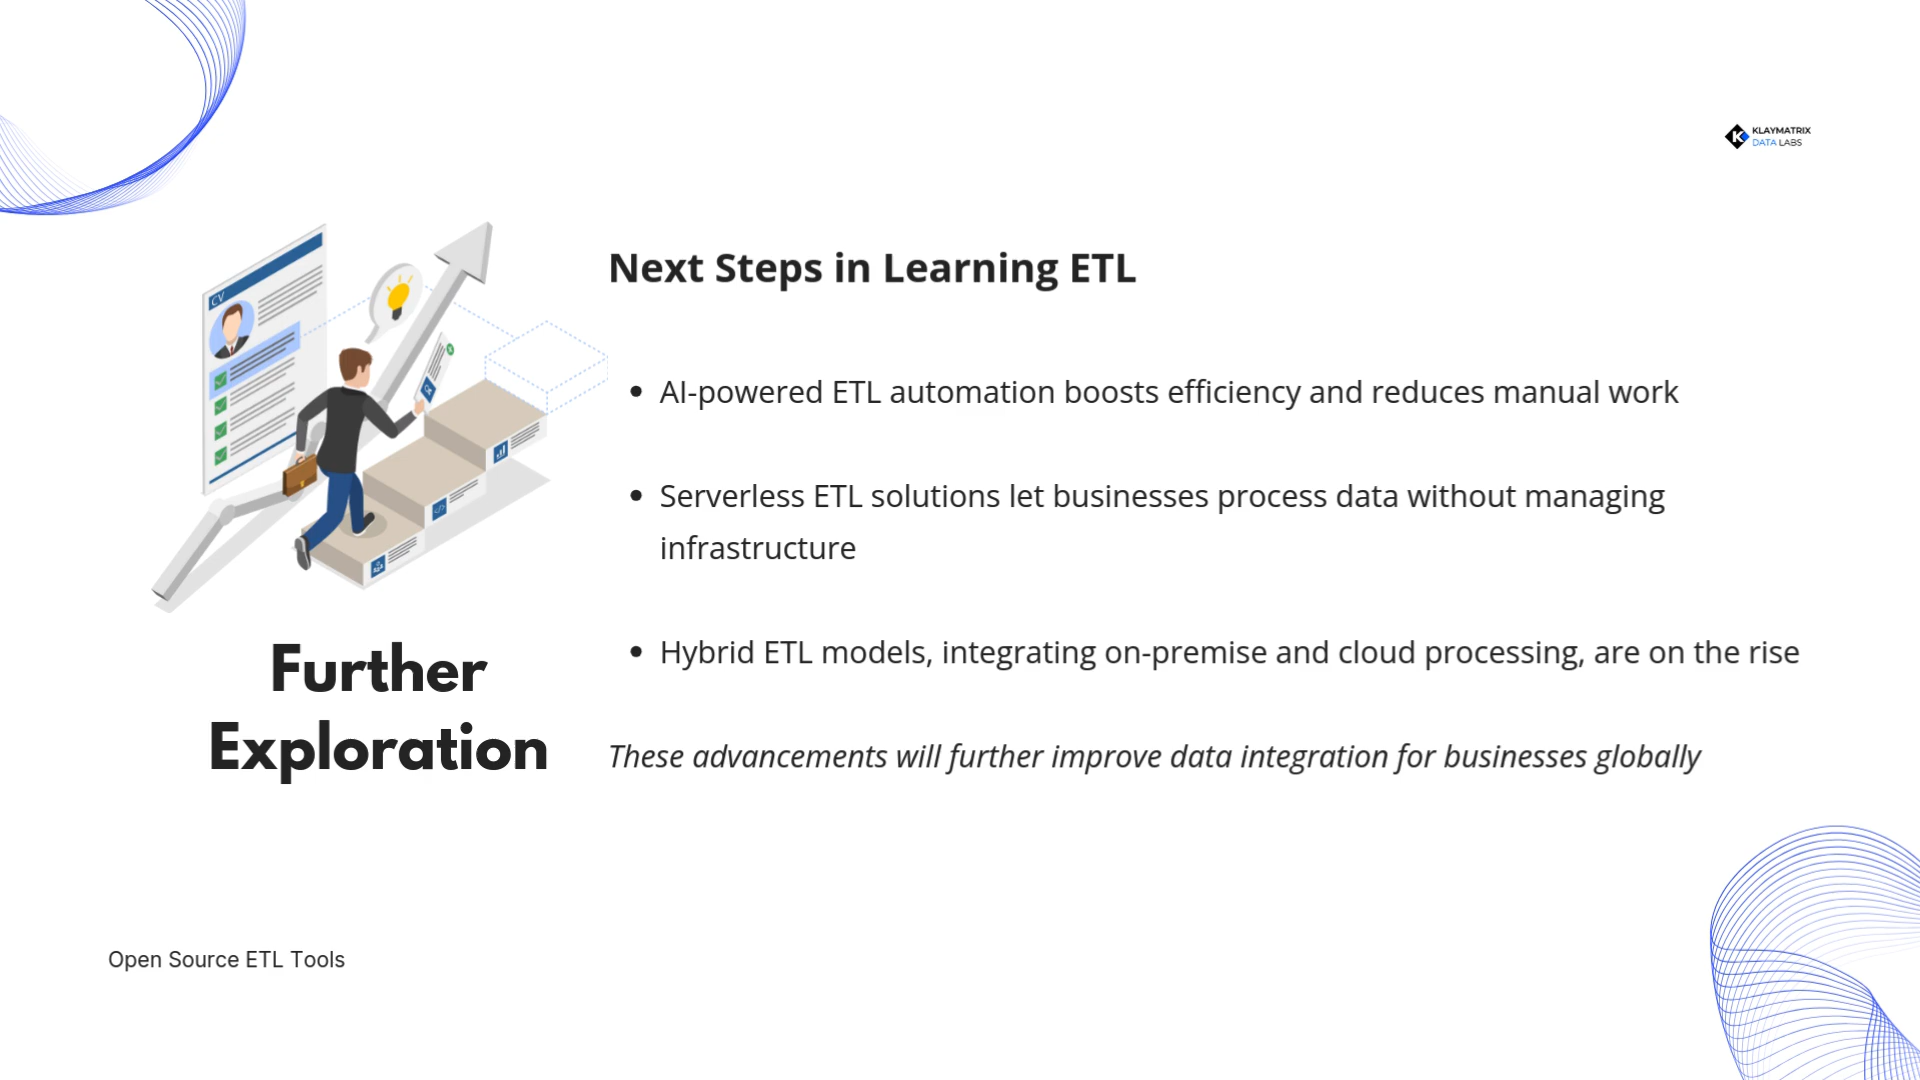 KLAYMATRIX
DATA LABS
CV
Next Steps in Learning ETL
• AI-powered ETL automation boosts efficiency and reduces manual work
• Serverless ETL solutions let businesses process data without managing
infrastructure
• Hybrid ETL models, integrating on-premise and cloud processing, are on the rise
These advancements will further improve data integration for businesses globally
Further
Exploration
Open Source ETL Tools